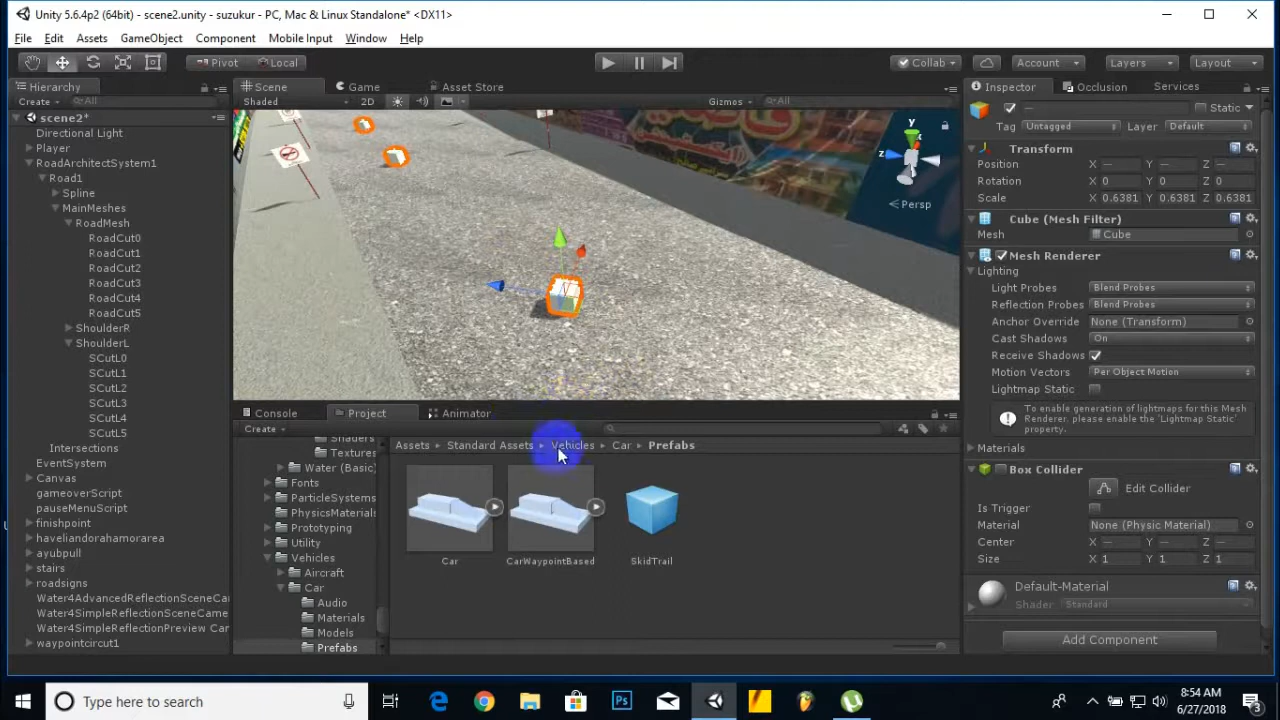 Unity 5.6.4p2 (64bit) - scene2.unity - suzukur - PC, Mac & Linux Standalone* <DX11>
File Edit Assets GameObject Component Mobile Input Window Help
Pivot Local Collab Account Layers Layout
Hierarchy Scene Game Asset Store Inspector Occlusion Services
Create All Shaded 2D Gizmos All
scene2*
Directional Light
Player
RoadArchitectSystem1
Road1
Spline
MainMeshes
RoadMesh
RoadCut0
RoadCut1
RoadCut2
RoadCut3
RoadCut4
RoadCut5
ShoulderR
ShoulderL
SCutL0
SCutL1
SCutL2
SCutL3
SCutL4
SCutL5
Intersections
EventSystem
Canvas
gameoverScript
pauseMenuScript
finishpoint
haveliandorahamorarea
ayubpull
stairs
roadsigns
Water4AdvancedReflectionSceneCa
Water4SimpleReflectionSceneCame
Water4SimpleReflectionPreview Car
waypointcircut1
y
z
Persp
Console Project Animator
Create
Shaders
Textures
Water (Basic)
Fonts
ParticleSystems
PhysicsMaterials
Prototyping
Utility
Vehicles
Aircraft
Car
Audio
Materials
Models
Prefabs
Assets Standard Assets Vehicles Car Prefabs
Car CarWaypointBased SkidTrail
— Static
Tag Untagged Layer Default
Transform
Position X — Y — Z —
Rotation X 0 Y 0 Z 0
Scale X 0.6381 Y 0.6381 Z 0.6381
Cube (Mesh Filter)
Mesh Cube
Mesh Renderer
Lighting
Light Probes Blend Probes
Reflection Probes Blend Probes
Anchor Override None (Transform)
Cast Shadows On
Receive Shadows
Motion Vectors Per Object Motion
Lightmap Static
To enable generation of lightmaps for this Mesh
Renderer, please enable the 'Lightmap Static'
property.
Materials
Box Collider
Edit Collider
Is Trigger
Material None (Physic Material)
Center X — Y — Z —
Size X 1 Y 1 Z 1
Default-Material
Shader Standard
Add Component
Type here to search
8:54 AM
6/27/2018
3